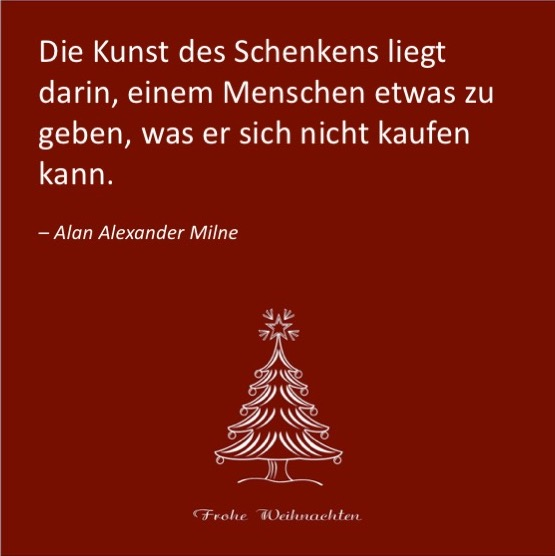 Die Kunst des Schenkens liegt
darin, einem Menschen etwas zu
geben, was er sich nicht kaufen
kann.
– Alan Alexander Milne
Frohe Weihnachten